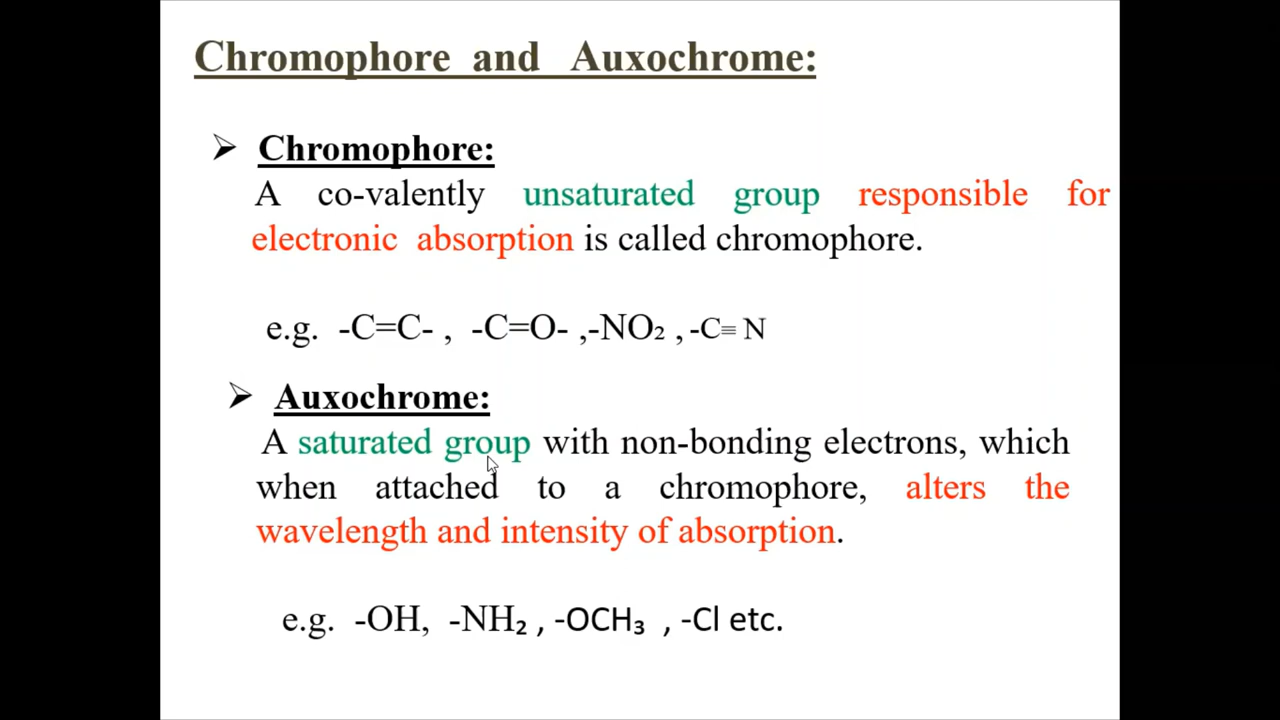 Chromophore and Auxochrome:
➢ Chromophore:
A co-valently unsaturated group responsible for
electronic absorption is called chromophore.
e.g. -C=C- , -C=O- ,-NO₂ , -C≡ N
➢ Auxochrome:
A saturated group with non-bonding electrons, which
when attached to a chromophore, alters the
wavelength and intensity of absorption.
e.g. -OH, -NH₂ , -OCH₃ , -Cl etc.